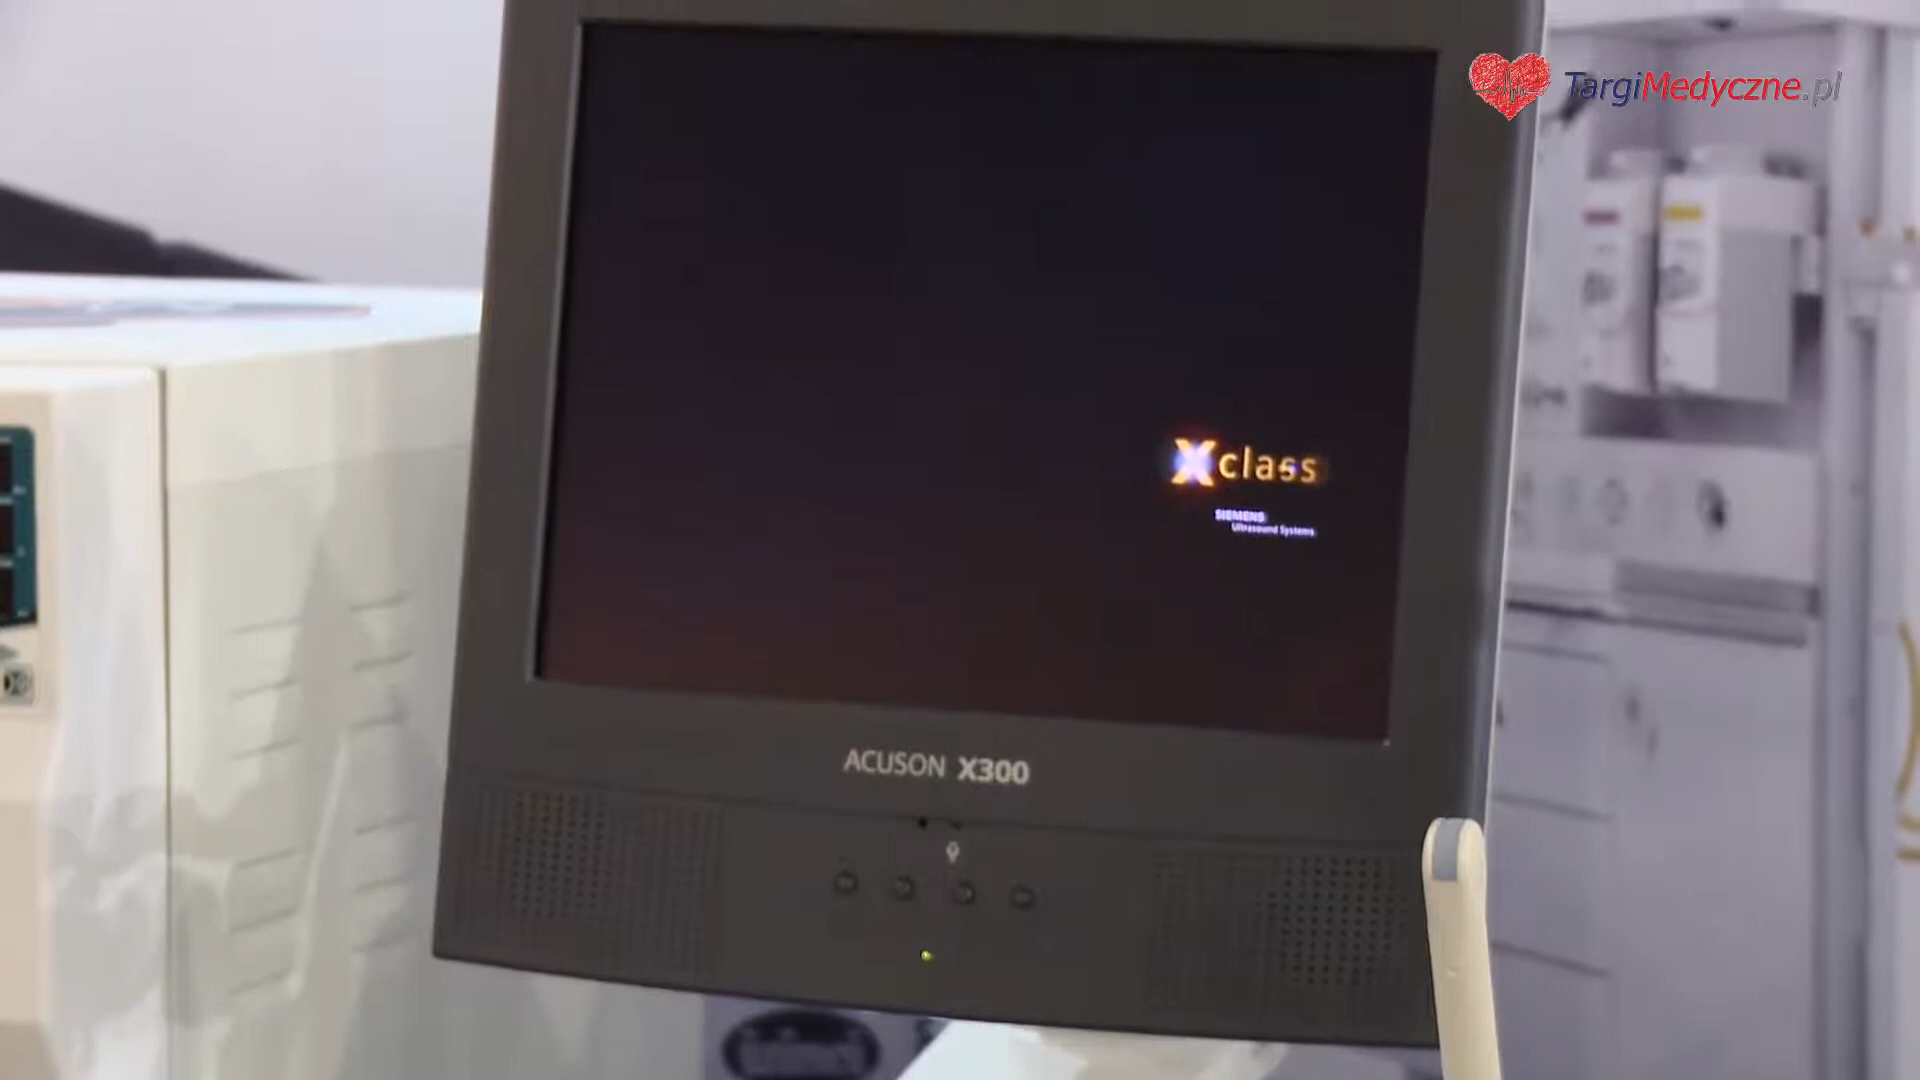 TargiMedyczne.pl
Xclass
SIEMENS
Ultrasound Systems
ACUSON X300